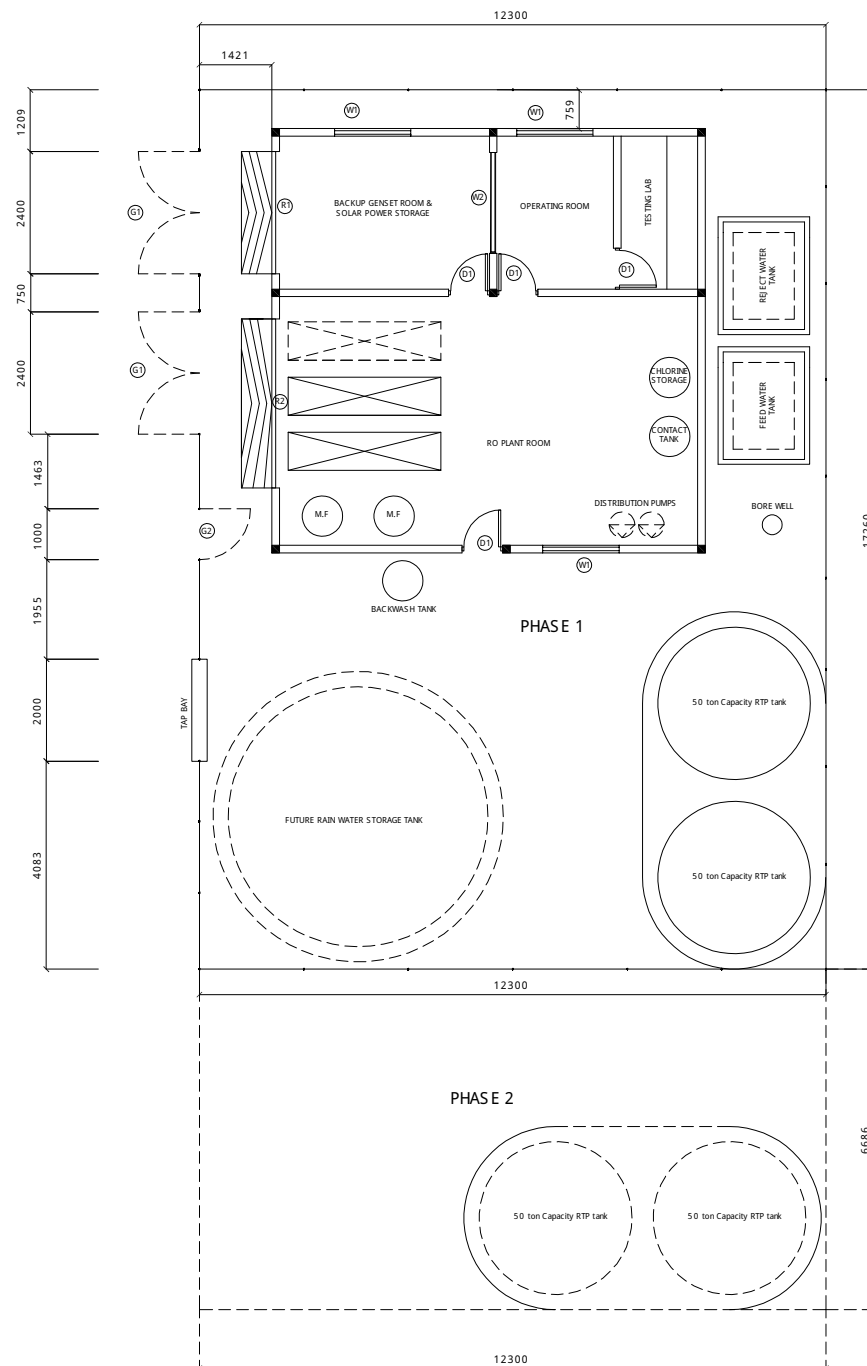 12300
1421
1209
759
W1
W1
2400
G1
R1
BACKUP GENSET ROOM &
SOLAR POWER STORAGE
W2
OPERATING ROOM
TESTING LAB
D1
D1
D1
REJECT WATER
TANK
750
2400
G1
R2
CHLORINE
STORAGE
CONTACT
TANK
FEED WATER
TANK
RO PLANT ROOM
1463
M.F
M.F
DISTRIBUTION PUMPS
BORE WELL
1000
G2
D1
W1
17260
BACKWASH TANK
1955
PHASE 1
2000
TAP BAY
50 ton Capacity RTP tank
FUTURE RAIN WATER STORAGE TANK
4083
50 ton Capacity RTP tank
12300
PHASE 2
6686
50 ton Capacity RTP tank
50 ton Capacity RTP tank
12300